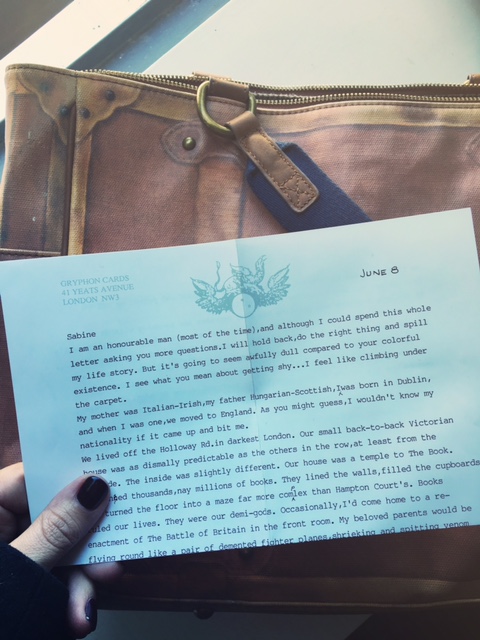 GRYPHON CARDS
41 YEATS AVENUE
LONDON NW3
JUNE 8
Sabine
I am an honourable man (most of the time),and although I could spend this whole
letter asking you more questions.I will hold back,do the right thing and spill
my life story. But it's going to seem awfully dull compared to your colorful
existence. I see what you mean about getting shy...I feel like climbing under
the carpet.
My mother was Italian-Irish,my father Hungarian-Scottish,Iwas born in Dublin,
and when I was one,we moved to England. As you might guess,I wouldn't know my
nationality if it came up and bit me.
We lived off the Holloway Rd.in darkest London. Our small back-to-back Victorian
house was as dismally predictable as the others in the row,at least from the
The inside was slightly different. Our house was a temple to The Book.
thousands,nay millions of books. They lined the walls,filled the cupboards
turned the floor into a maze far more complex than Hampton Court's. Books
our lives. They were our demi-gods. Occasionally,I'd come home to a re-
enactment of The Battle of Britain in the front room. My beloved parents would be
flying round like a pair of demented fighter planes,shrieking and spitting venom